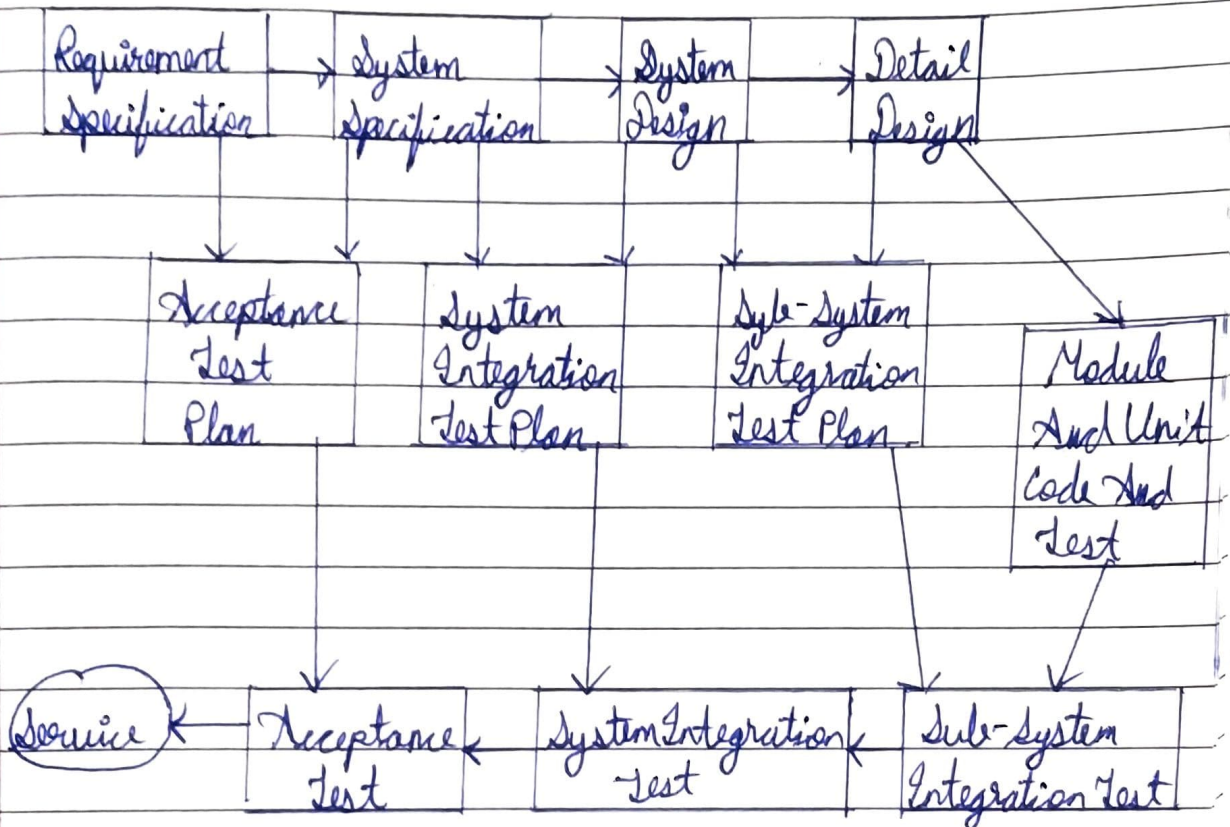 Requirement
Specification
System
Specification
System
Design
Detail
Design
Acceptance
Test
Plan
System
Integration
Test Plan
Syb-System
Integration
Test Plan
Module
And Unit
Code And
Test
Service
Acceptance
Test
System Integration
Test
Sub-System
Integration Test